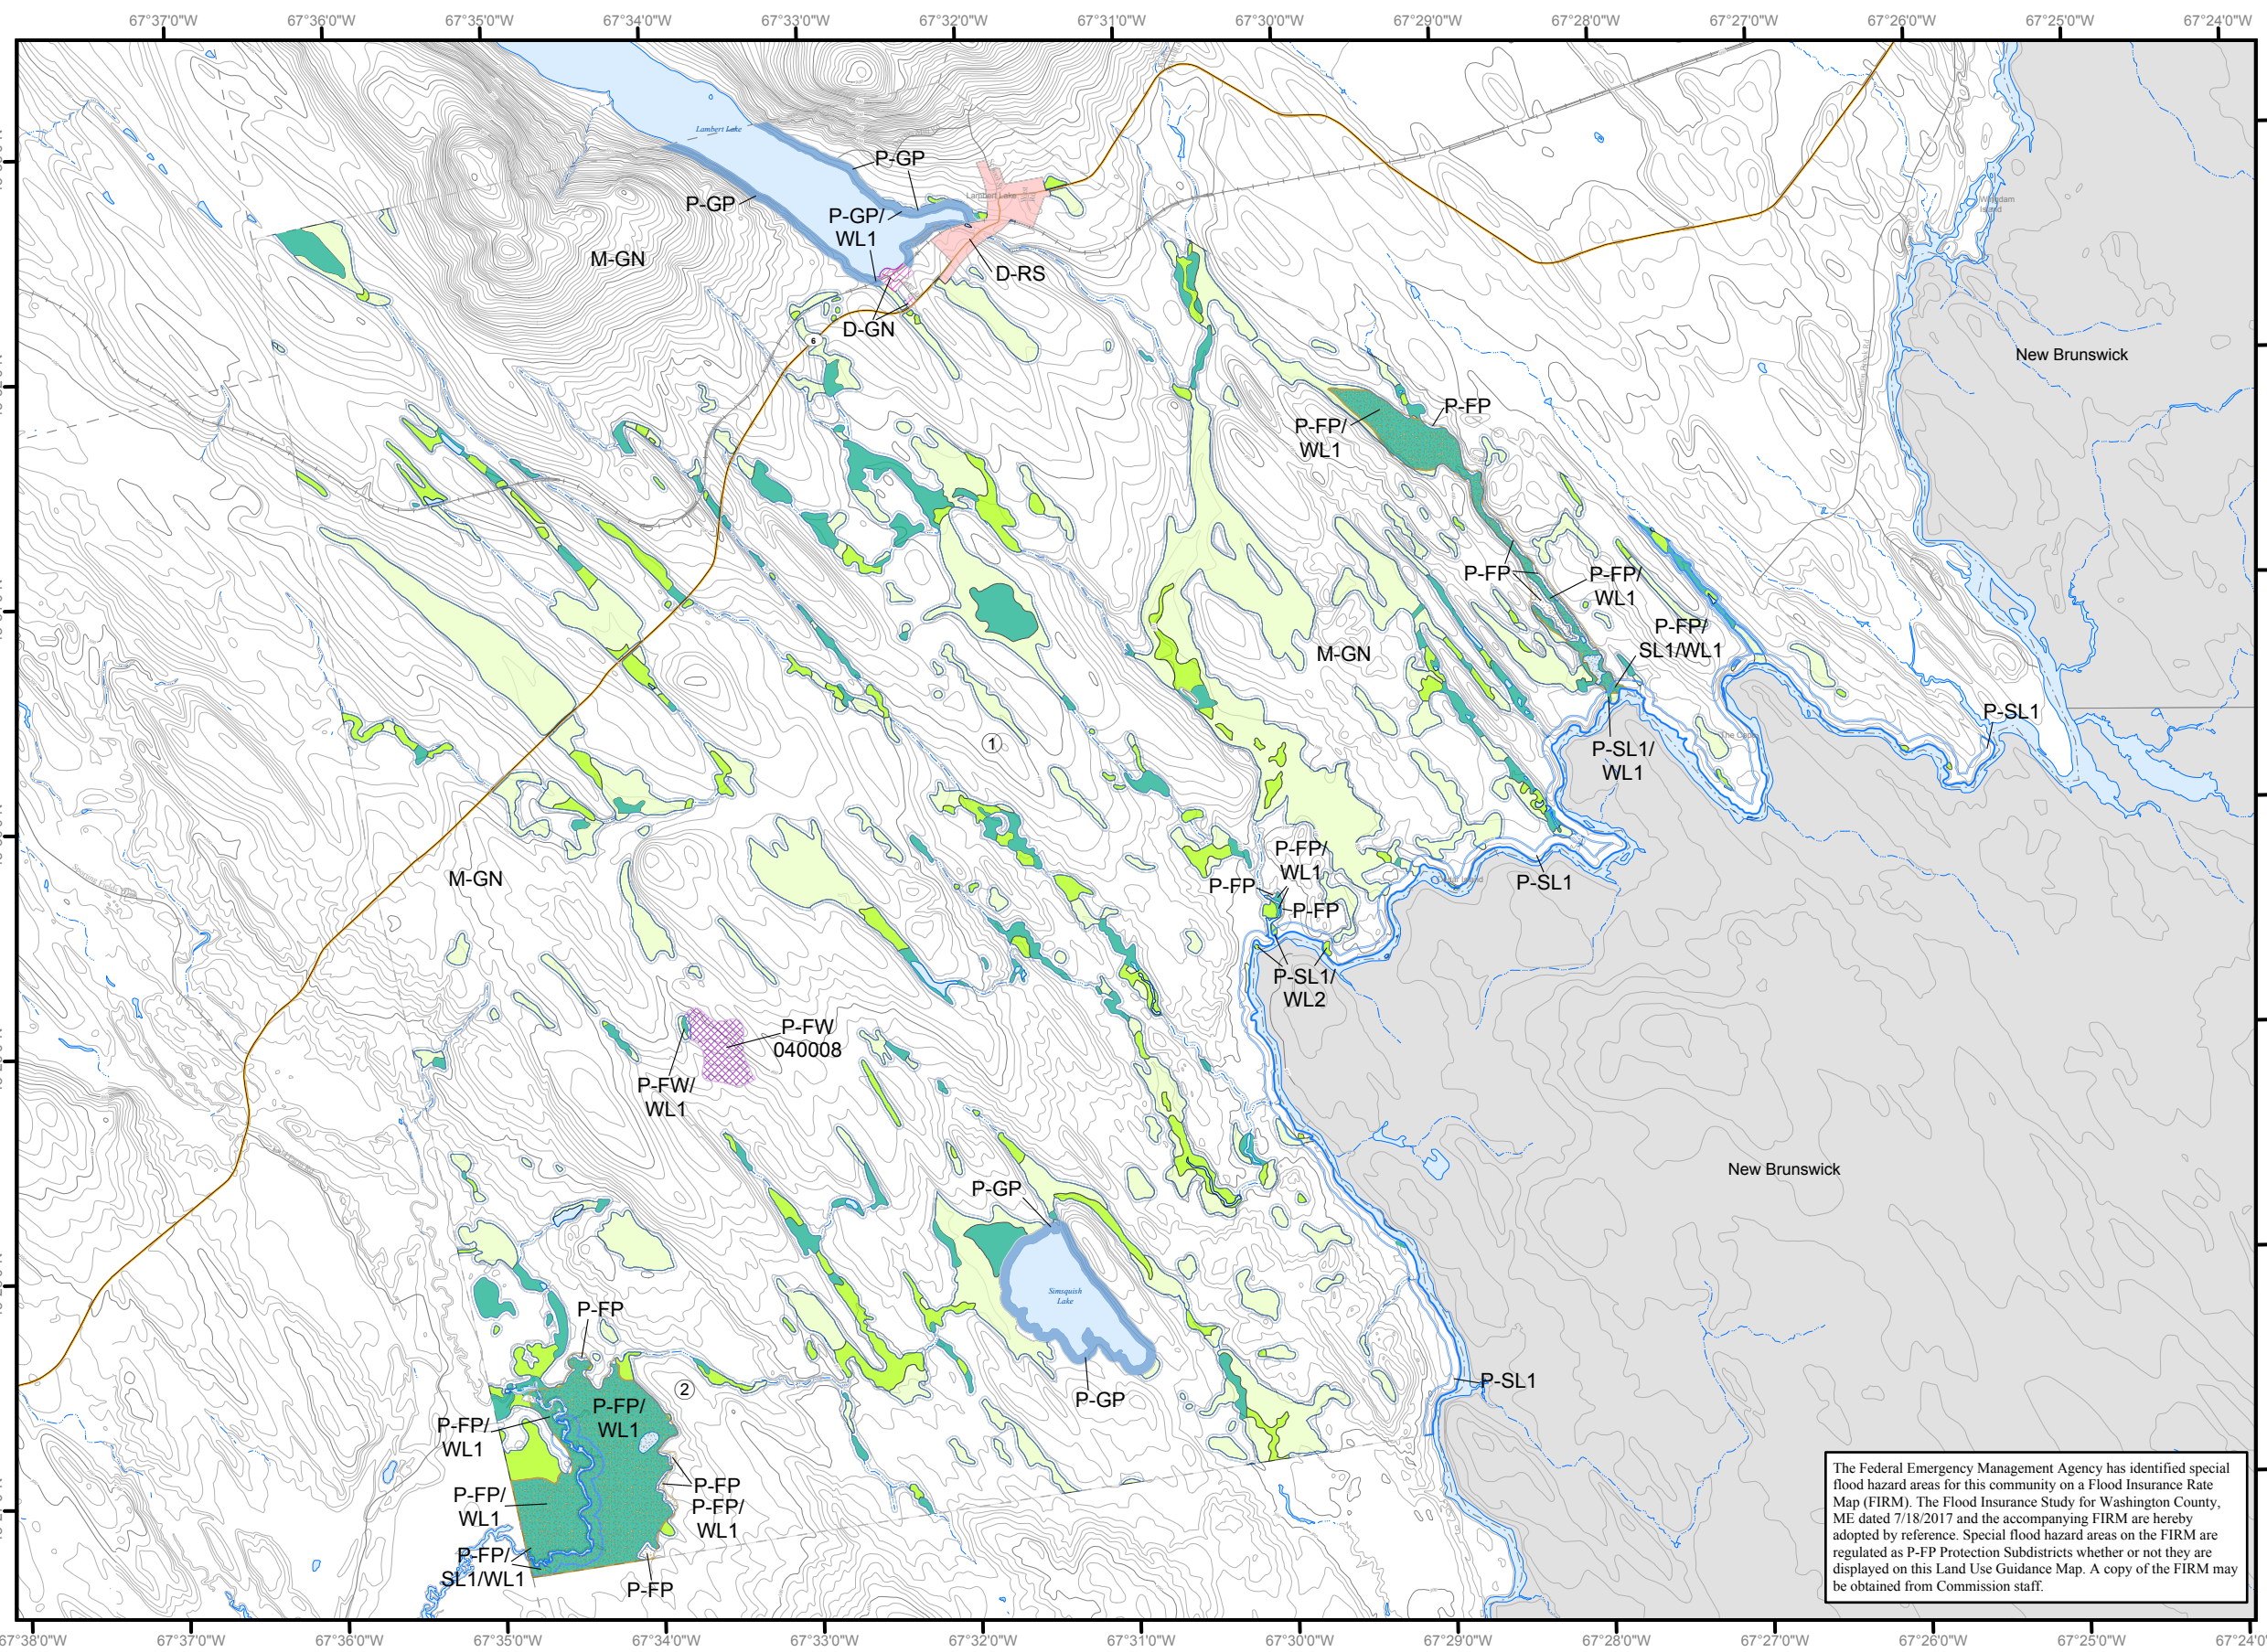 67°37'0"W 67°36'0"W 67°35'0"W 67°34'0"W 67°33'0"W 67°32'0"W 67°31'0"W 67°30'0"W 67°29'0"W 67°28'0"W 67°27'0"W 67°26'0"W 67°25'0"W 67°24'0"W
Lambert Lake
P-GP
P-GP
Lambert Lake
P-GP/
WL1
M-GN
D-RS
D-GN
6
New Brunswick
P-FP
P-FP/
WL1
P-FP
P-FP/
WL1
P-FP/
SL1/WL1
M-GN
P-SL1
1
The Cape
P-SL1/
WL1
P-FP/
WL1
M-GN
P-FP
P-SL1
P-FP
P-SL1/
WL2
P-FW
040008
P-FW/
WL1
New Brunswick
P-GP
Simsquish
Lake
P-FP
P-GP
P-SL1
2
P-FP/
WL1
P-FP/
WL1
P-FP
P-FP/
WL1
P-FP/
WL1
P-FP/
SL1/WL1
P-FP
The Federal Emergency Management Agency has identified special
flood hazard areas for this community on a Flood Insurance Rate
Map (FIRM). The Flood Insurance Study for Washington County,
ME dated 7/18/2017 and the accompanying FIRM are hereby
adopted by reference. Special flood hazard areas on the FIRM are
regulated as P-FP Protection Subdistricts whether or not they are
displayed on this Land Use Guidance Map. A copy of the FIRM may
be obtained from Commission staff.
67°38'0"W 67°37'0"W 67°36'0"W 67°35'0"W 67°34'0"W 67°33'0"W 67°32'0"W 67°31'0"W 67°30'0"W 67°29'0"W 67°28'0"W 67°27'0"W 67°26'0"W 67°25'0"W